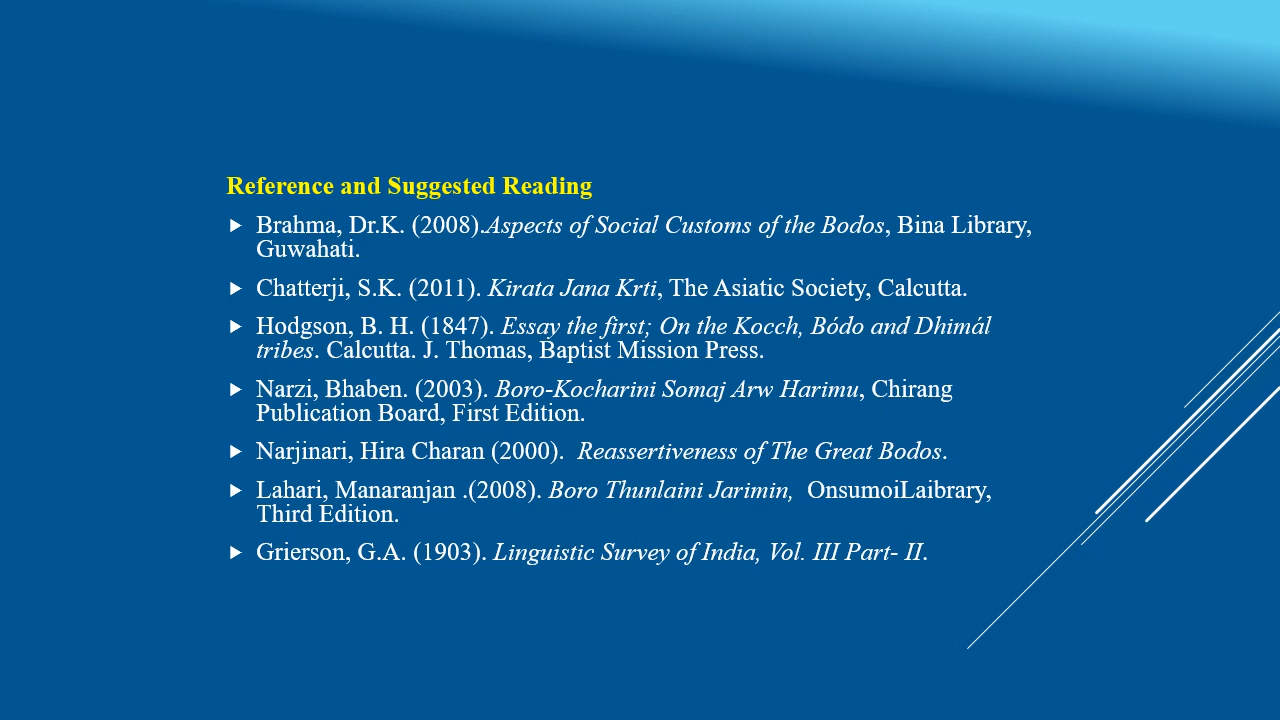 Reference and Suggested Reading
Brahma, Dr.K. (2008).Aspects of Social Customs of the Bodos, Bina Library,
Guwahati.
Chatterji, S.K. (2011). Kirata Jana Krti, The Asiatic Society, Calcutta.
Hodgson, B. H. (1847). Essay the first; On the Kocch, Bódo and Dhimál
tribes. Calcutta. J. Thomas, Baptist Mission Press.
Narzi, Bhaben. (2003). Boro-Kocharini Somaj Arw Harimu, Chirang
Publication Board, First Edition.
Narjinari, Hira Charan (2000).  Reassertiveness of The Great Bodos.
Lahari, Manaranjan .(2008). Boro Thunlaini Jarimin,  OnsumoiLaibrary,
Third Edition.
Grierson, G.A. (1903). Linguistic Survey of India, Vol. III Part- II.